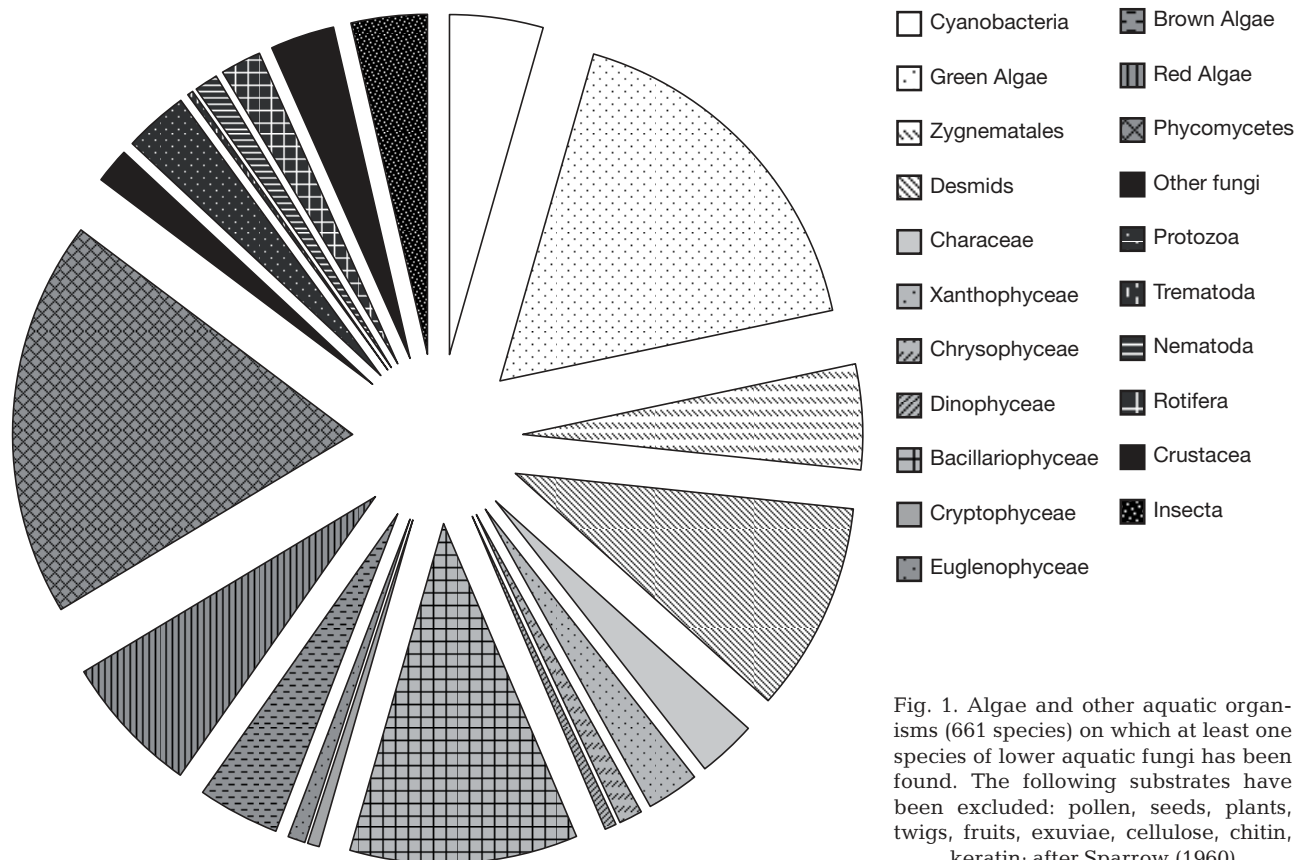 Cyanobacteria
Green Algae
Zygnematales
Desmids
Characeae
Xanthophyceae
Chrysophyceae
Dinophyceae
Bacillariophyceae
Cryptophyceae
Euglenophyceae
Brown Algae
Red Algae
Phycomycetes
Other fungi
Protozoa
Trematoda
Nematoda
Rotifera
Crustacea
Insecta
Fig. 1. Algae and other aquatic organ-
isms (661 species) on which at least one
species of lower aquatic fungi has been
found. The following substrates have
been excluded: pollen, seeds, plants,
twigs, fruits, exuviae, cellulose, chitin,
keratin; after Sparrow (1960)